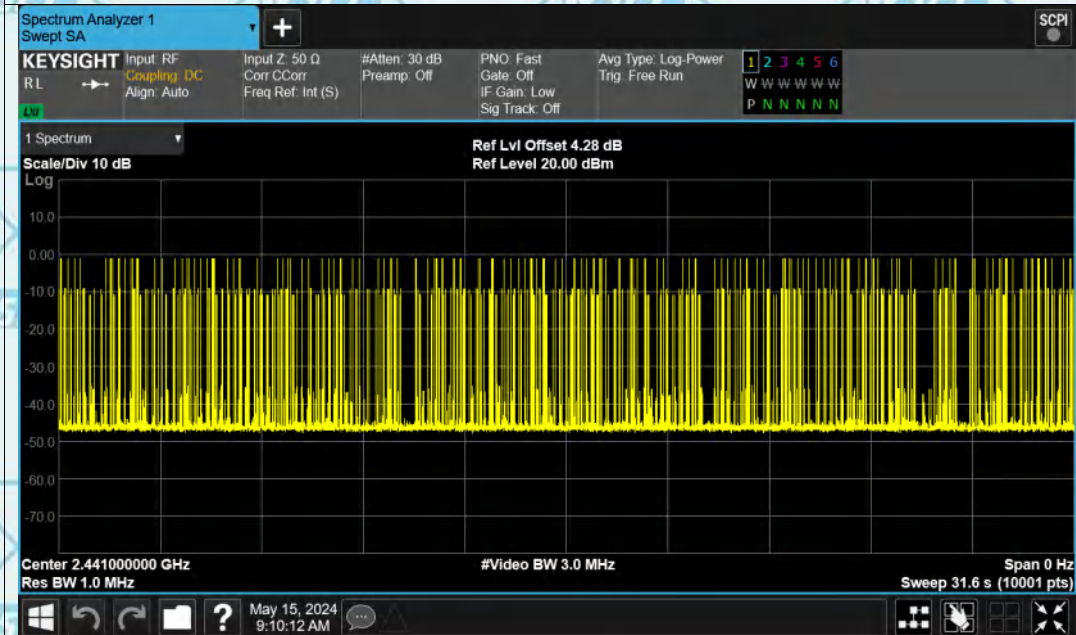 Spectrum Analyzer 1
Swept SA
+
SCPI
KEYSIGHT
R L
LXI
Input: RF
Coupling: DC
Align: Auto
Input Z: 50 Ω
Corr CCorr
Freq Ref: Int (S)
#Atten: 30 dB
Preamp: Off
PNO: Fast
Gate: Off
IF Gain: Low
Sig Track: Off
Avg Type: Log-Power
Trig: Free Run
1 2 3 4 5 6
W W W W W W
P N N N N N
1 Spectrum
Scale/Div 10 dB
Ref Lvl Offset 4.28 dB
Ref Level 20.00 dBm
Log
10.0
0.00
-10.0
-20.0
-30.0
-40.0
-50.0
-60.0
-70.0
Center 2.441000000 GHz
#Video BW 3.0 MHz
Span 0 Hz
Res BW 1.0 MHz
Sweep 31.6 s (10001 pts)
?
May 15, 2024
9:10:12 AM